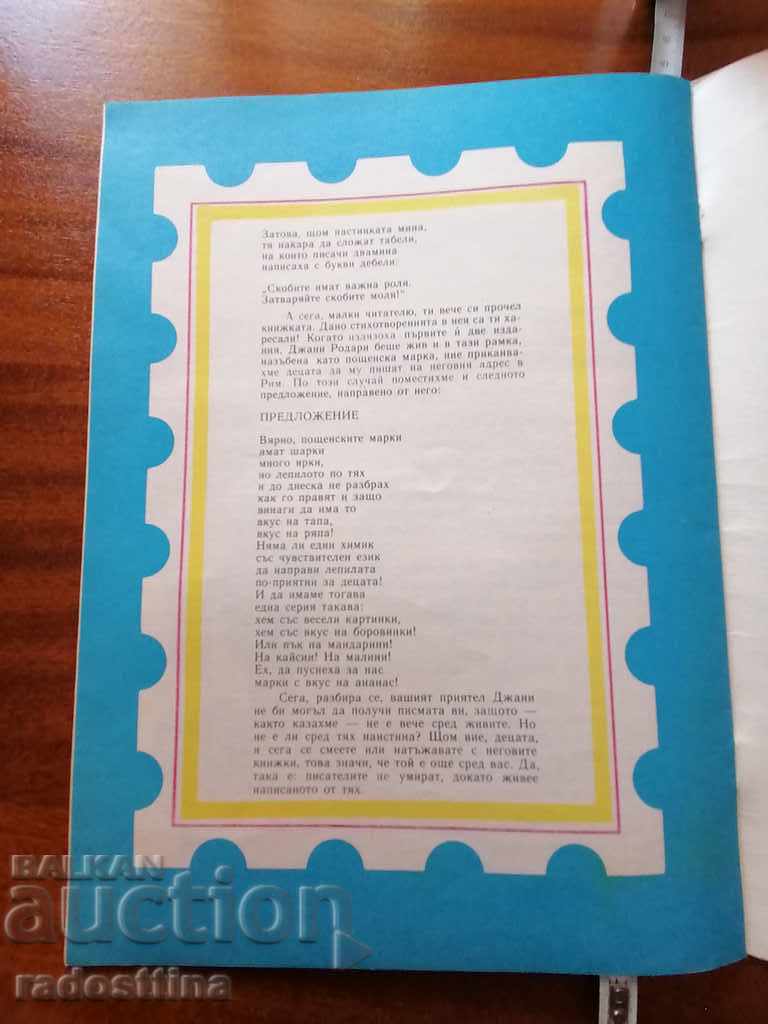 Затова, щом настинката мина,
тя накара да сложат табели,
на които писачи двамина
написаха с букви дебели:
„Скобите имат важна роля.
Затваряйте скобите моля!"
А сега, малки читателю, ти вече си прочел
книжката. Дано стихотворенията в нея са ти ха-
ресали! Когато излязоха първите ѝ две изда-
ния, Джани Родари беше жив и в тази рамка,
назъбена като пощенска марка, ние приканва-
хме децата за му пишат на неговия адрес в
Рим. По този случай поместихме и следното
предложение, направено от него:
ПРЕДЛОЖЕНИЕ
Вярно, пощенските марки
имат шарки
много ярки,
но лепилото по тях
и до днеска не разбрах
как го правят и защо
винаги да има то
вкус на тапа,
вкус на ряпа!
Няма ли един химик
със чувствителен език
да направи лепилата
по-приятни за децата!
И да имаме тогава
една серия такава:
хем със весели картинки,
хем със вкус на боровинки!
Или пък на мандарини!
На кайсии! На малини!
Ех, да пуснеха за нас
марки с вкус на ананас!
Сега, разбира се, вашият приятел Джани
не би могъл да получи писмата ви, защото —
както казахме — не е вече сред живите. Но
не е ли сред тях наистина? Щом вие, децата,
и сега се смеете или натъжавате с неговите
книжки, това значи, че той е още сред вас. Да,
така е: писателите не умират, докато живее
написаното от тях.
BALKAN
auction
radosttina